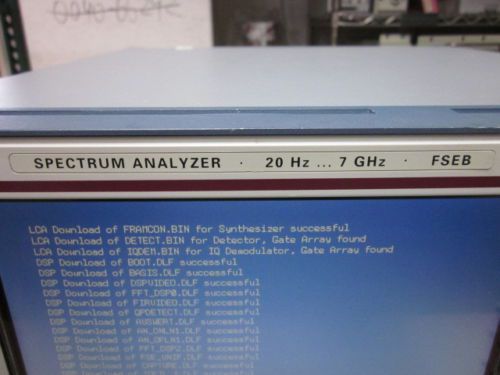 SPECTRUM ANALYZER · 20 Hz ... 7 GHz · FSEB
LCA Download of FRAMCON.BIN for Synthesizer successful
LCA Download of DETECT.BIN for Detector, Gate Array found
LCA Download of IQDEM.BIN for IQ Demodulator, Gate Array found
DSP Download of BOOT.DLF successful
DSP Download of BASIS.DLF successful
DSP Download of DSPVIDEO.DLF successful
DSP Download of FFT_DSP0.DLF successful
DSP Download of FIRVIDEO.DLF successful
DSP Download of QPDETECT.DLF successful
DSP Download of AUSWERT.DLF successful
DSP Download of AN_ONLN1.DLF successful
DSP Download of AN_OFLN1.DLF successful
DSP Download of FFT_DSP2.DLF successful
DSP Download of FSE_UNIF.DLF successful
DSP Download of CAPTURE.DLF successful